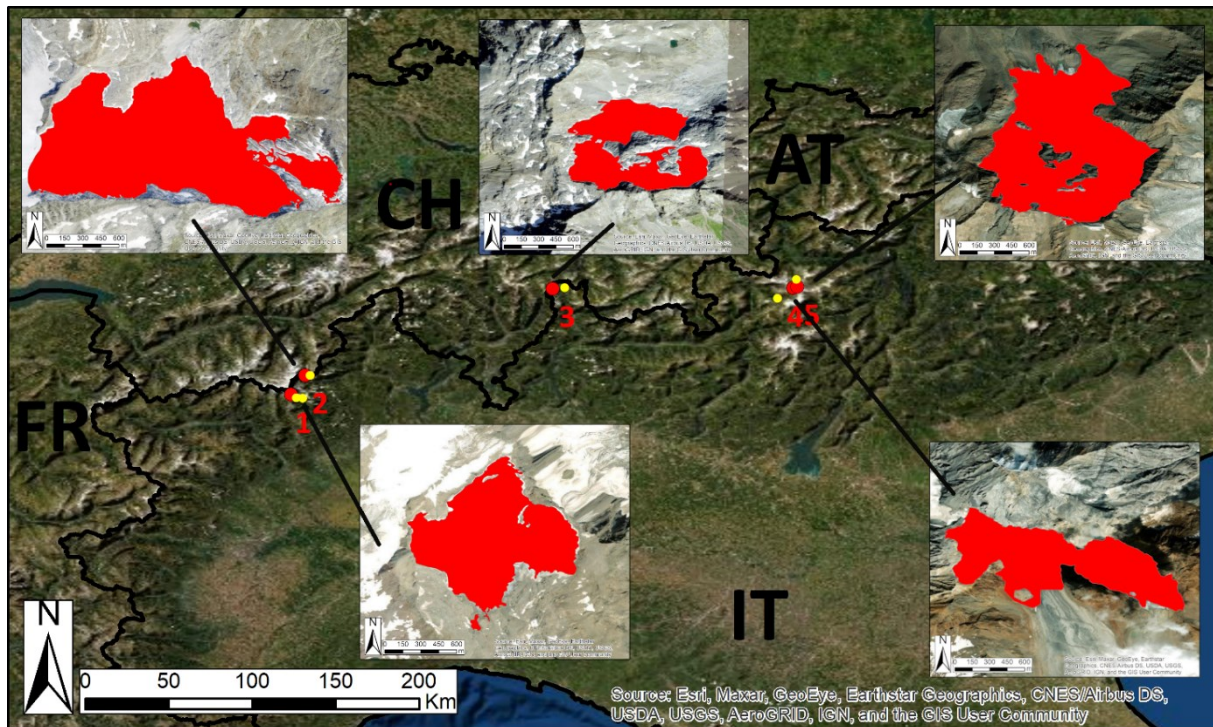 N
0 150 300 450 600
m
N
0 150 300 450 600
m
N
0 150 300 450 600
m
CH
AT
FR
3
45
2
1
N
0 150 300 450 600
m
N
0 150 300 450 600
m
IT
N
0 50 100 150 200
Km
Source: Esri, Maxar, GeoEye, Earthstar Geographics, CNES/Airbus DS,
USDA, USGS, AeroGRID, IGN, and the GIS User Community